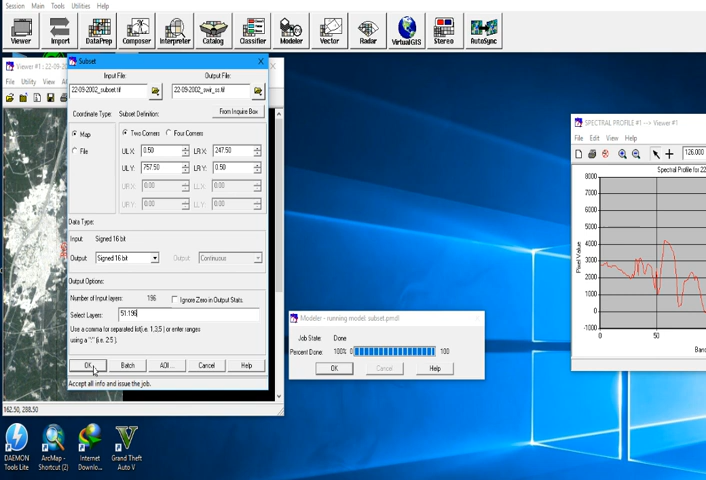 Session Main Tools Utilities Help
Viewer Import DataPrep Composer Interpreter Catalog Classifier Modeler Vector Radar VirtualGIS Stereo AutoSync
Viewer #1 : 22-09-20
File Utility View A
Subset
Input File: Output File:
22-09-2002_subset.tif 22-09-2002_swir_ss.tif
Coordinate Type: Subset Definition: From Inquire Box
Map
File
Two Corners Four Corners
UL X: 0.50 LR X: 247.50
UL Y: 757.50 LR Y: 0.50
UR X: 0.00 LL X: 0.00
UR Y: 0.00 LL Y: 0.00
Data Type:
Input Signed 16 bit
Output Signed 16 bit Output Continuous
Output Options:
Number of Input layers: 196 Ignore Zero in Output Stats.
Select Layers: 51:196
Use a comma for separated list(i.e. 1,3,5 ) or enter ranges
using a ":" (i.e. 2:5 ).
OK Batch AOI ... Cancel Help
Accept all info and issue the job.
162.50, 288.50
Modeler - running model: subset.pmdl
Job State: Done
Percent Done: 100% 0 100
OK Cancel Help
SPECTRAL PROFILE #1 --> Viewer #1
File Edit View Help
126.000
Spectral Profile for 22
Pixel Value
8000
7000
6000
5000
4000
3000
2000
1000
0
-1000
0 50
Ban
DAEMON
Tools Lite
ArcMap -
Shortcut (2)
Internet
Downlo...
Grand Theft
Auto V